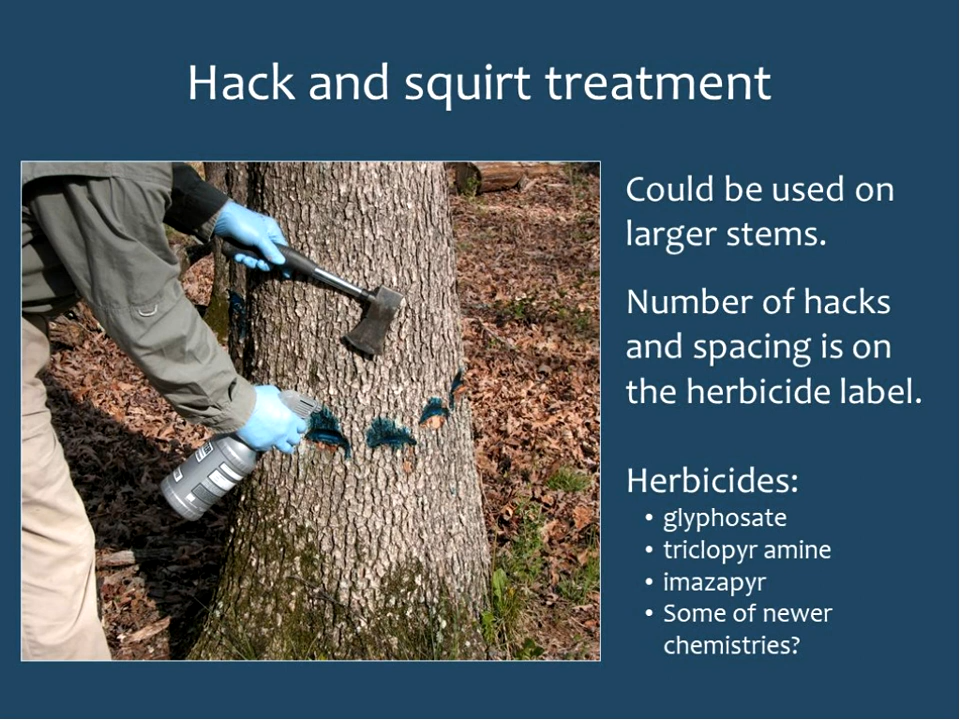 Hack and squirt treatment
Could be used on
larger stems.
Number of hacks
and spacing is on
the herbicide label.
Herbicides:
• glyphosate
• triclopyr amine
• imazapyr
• Some of newer
chemistries?